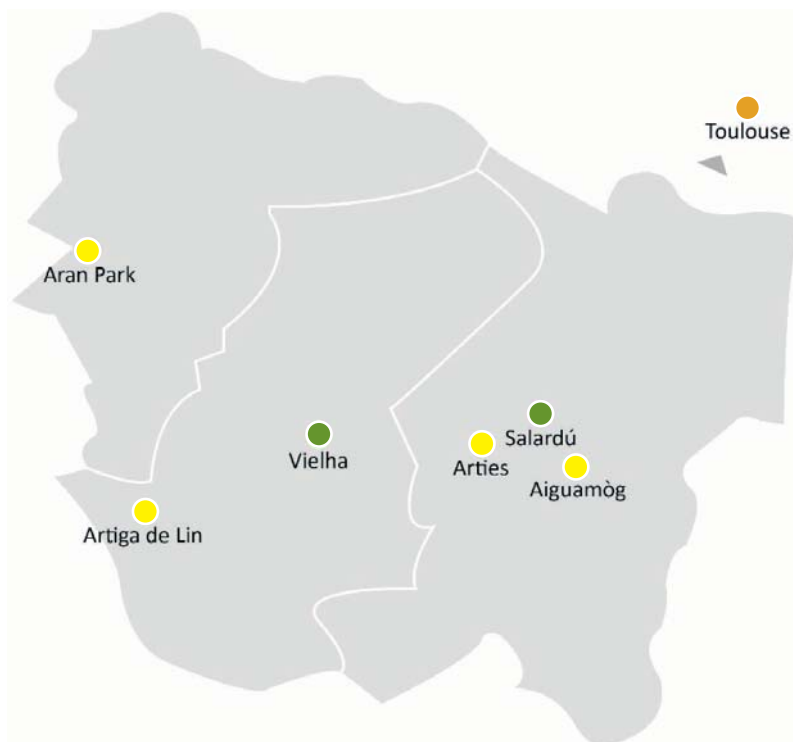 Toulouse
Aran Park
Vielha
Salardú
Arties
Aiguamòg
Artiga de Lin